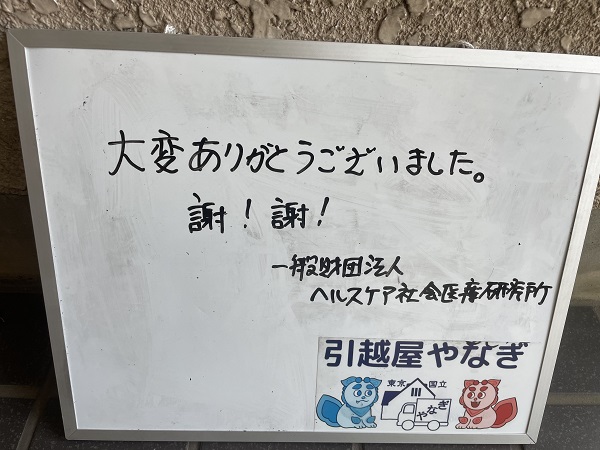 大変ありがとうございました。
謝！謝！
一般財団法人
ヘルスケア社会医療研究所
引越屋やなぎ
東京 国立
やなぎ